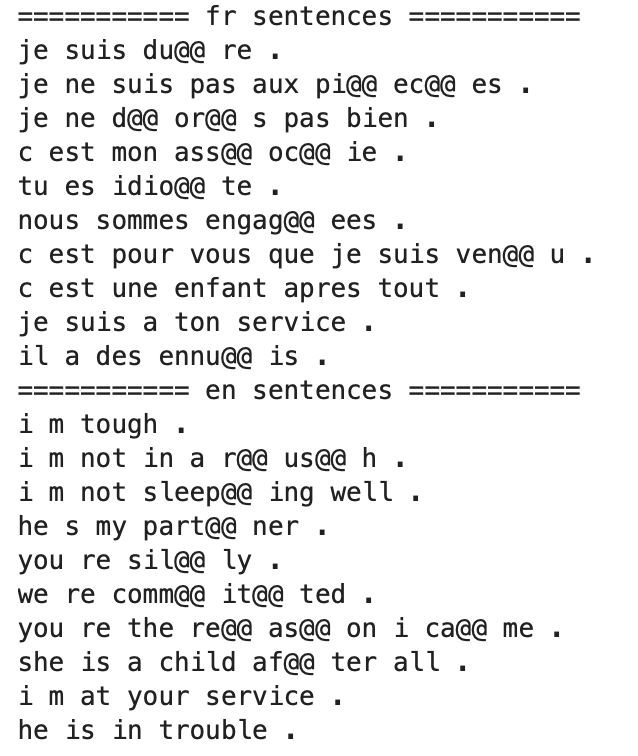 =========== fr sentences ===========
je suis du@@ re .
je ne suis pas aux pi@@ ec@@ es .
je ne d@@ or@@ s pas bien .
c est mon ass@@ oc@@ ie .
tu es idio@@ te .
nous sommes engag@@ ees .
c est pour vous que je suis ven@@ u .
c est une enfant apres tout .
je suis a ton service .
il a des ennu@@ is .
=========== en sentences ===========
i m tough .
i m not in a r@@ us@@ h .
i m not sleep@@ ing well .
he s my part@@ ner .
you re sil@@ ly .
we re comm@@ it@@ ted .
you re the re@@ as@@ on i ca@@ me .
she is a child af@@ ter all .
i m at your service .
he is in trouble .